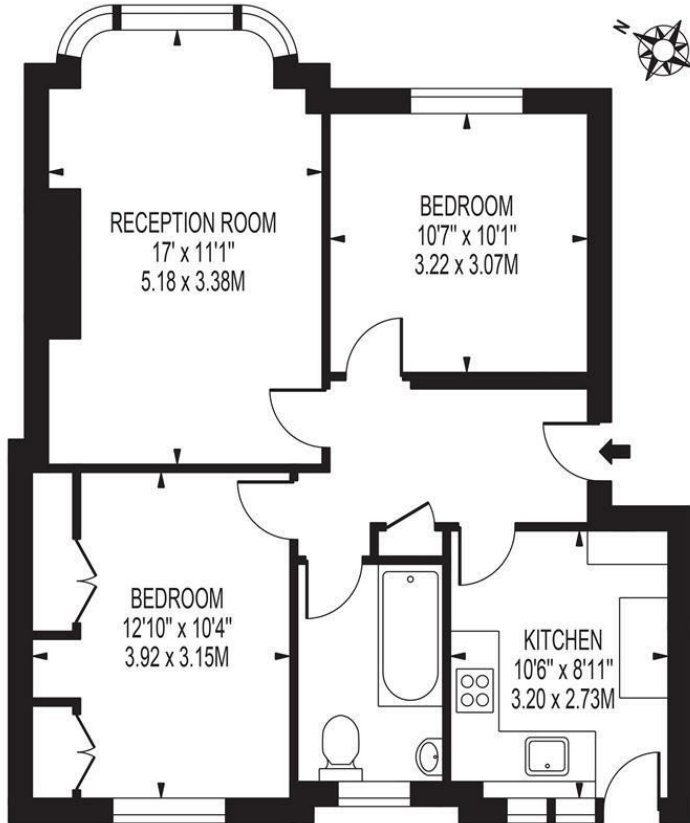 N
RECEPTION ROOM
17' x 11'1"
5.18 x 3.38M
BEDROOM
10'7" x 10'1"
3.22 x 3.07M
BEDROOM
12'10" x 10'4"
3.92 x 3.15M
KITCHEN
10'6" x 8'11"
3.20 x 2.73M